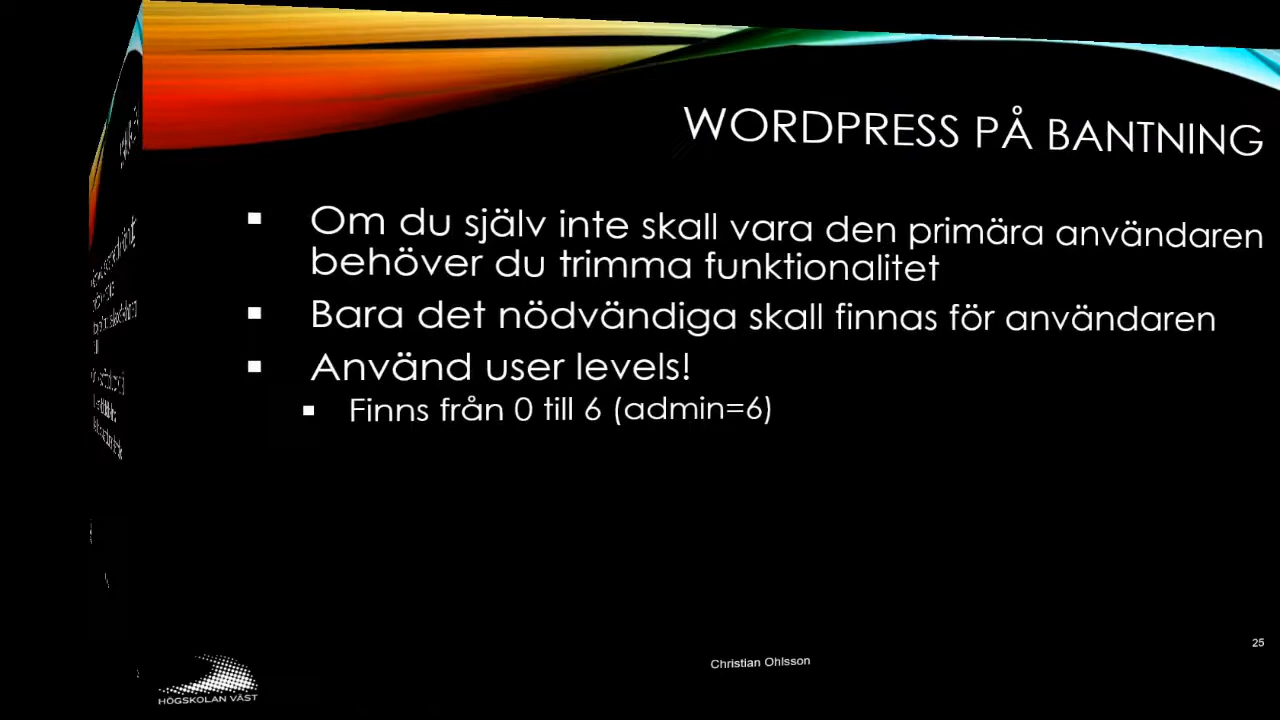 WORDPRESS PÅ BANTNING
Om du själv inte skall vara den primära användaren
behöver du trimma funktionalitet
Bara det nödvändiga skall finnas för användaren
Använd user levels!
Finns från 0 till 6 (admin=6)
25
Christian Ohlsson
HÖGSKOLAN VÄST